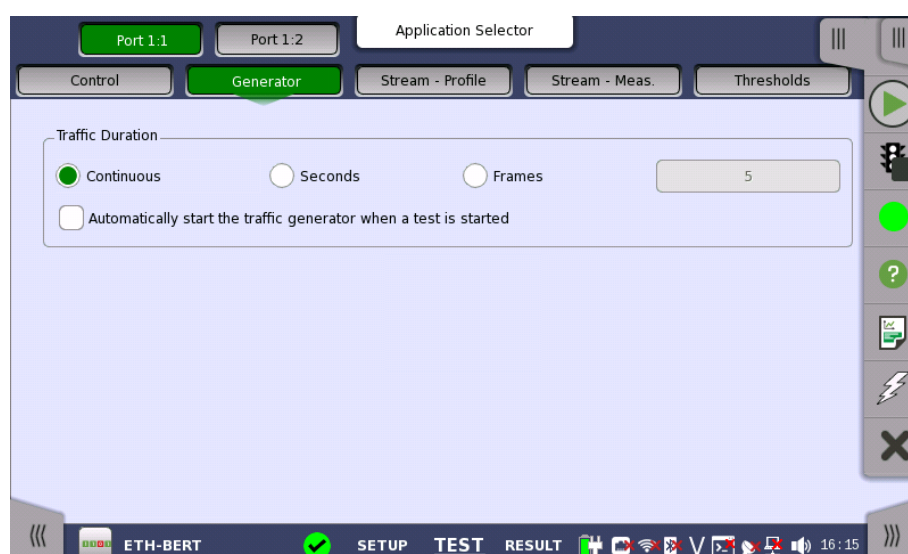 Port 1:1 Port 1:2 Application Selector
Control Generator Stream - Profile Stream - Meas. Thresholds
Traffic Duration
Continuous Seconds Frames 5
Automatically start the traffic generator when a test is started
ETH-BERT SETUP TEST RESULT 16:15